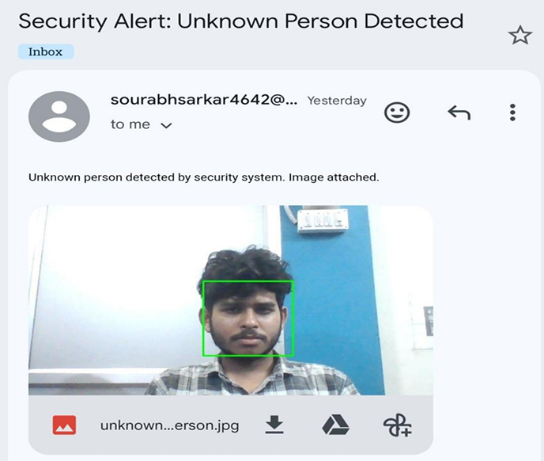 Security Alert: Unknown Person Detected
Inbox
sourabhsarkar4642@... Yesterday
to me
Unknown person detected by security system. Image attached.
unknown...erson.jpg